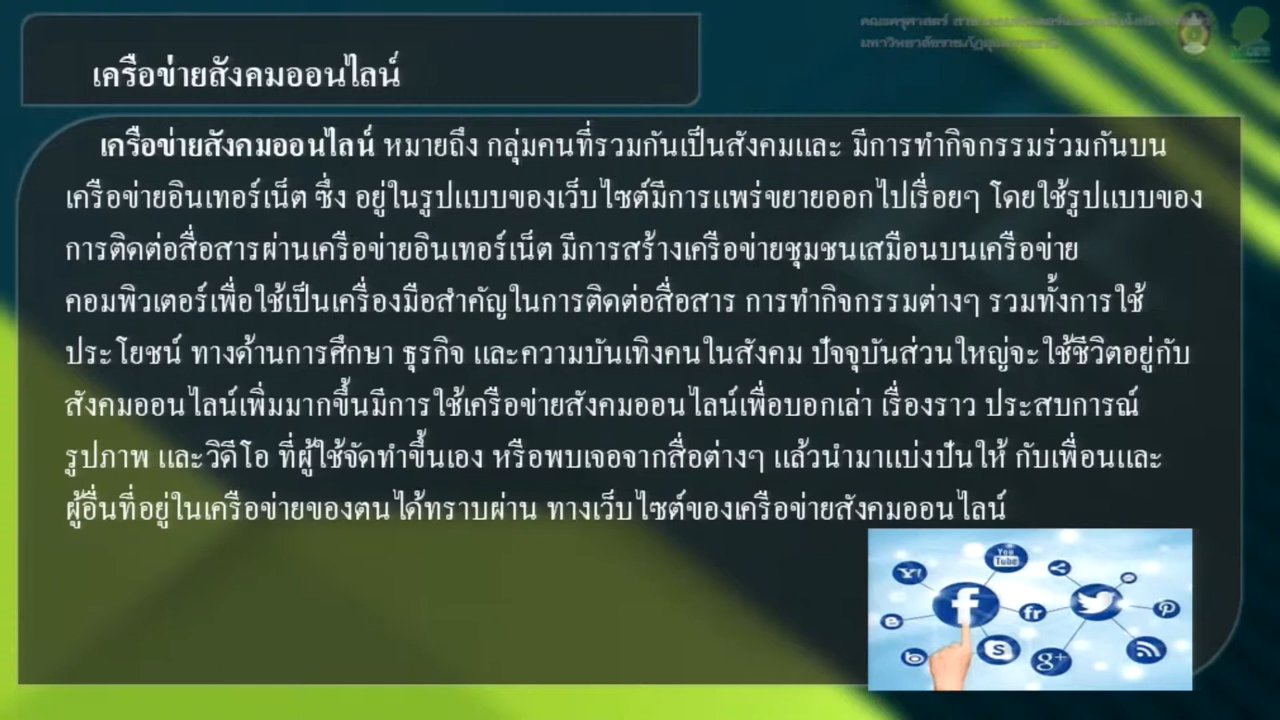 คณะครุศาสตร์
เครือข่ายสังคมออนไลน์
เครือข่ายสังคมออนไลน์ หมายถึง กลุ่มคนที่รวมกันเป็นสังคมและ มีการทำกิจกรรมร่วมกันบน
เครือข่ายอินเทอร์เน็ต ซึ่ง อยู่ในรูปแบบของเว็บไซต์มีการแพร่ขยายออกไปเรื่อยๆ โดยใช้รูปแบบของ
การติดต่อสื่อสารผ่านเครือข่ายอินเทอร์เน็ต มีการสร้างเครือข่ายชุมชนเสมือนบนเครือข่าย
คอมพิวเตอร์เพื่อใช้เป็นเครื่องมือสำคัญในการติดต่อสื่อสาร การทำกิจกรรมต่างๆ รวมทั้งการใช้
ประโยชน์ ทางด้านการศึกษา ธุรกิจ และความบันเทิงคนในสังคม ปัจจุบันส่วนใหญ่จะใช้ชีวิตอยู่กับ
สังคมออนไลน์เพิ่มมากขึ้นมีการใช้เครือข่ายสังคมออนไลน์เพื่อบอกเล่า เรื่องราว ประสบการณ์
รูปภาพ และวิดีโอ ที่ผู้ใช้จัดทำขึ้นเอง หรือพบเจอจากสื่อต่างๆ แล้วนำมาแบ่งปันให้ กับเพื่อนและ
ผู้อื่นที่อยู่ในเครือข่ายของตนได้ทราบผ่าน ทางเว็บไซต์ของเครือข่ายสังคมออนไลน์
You
Tube
Y!
f
fr
S
g+